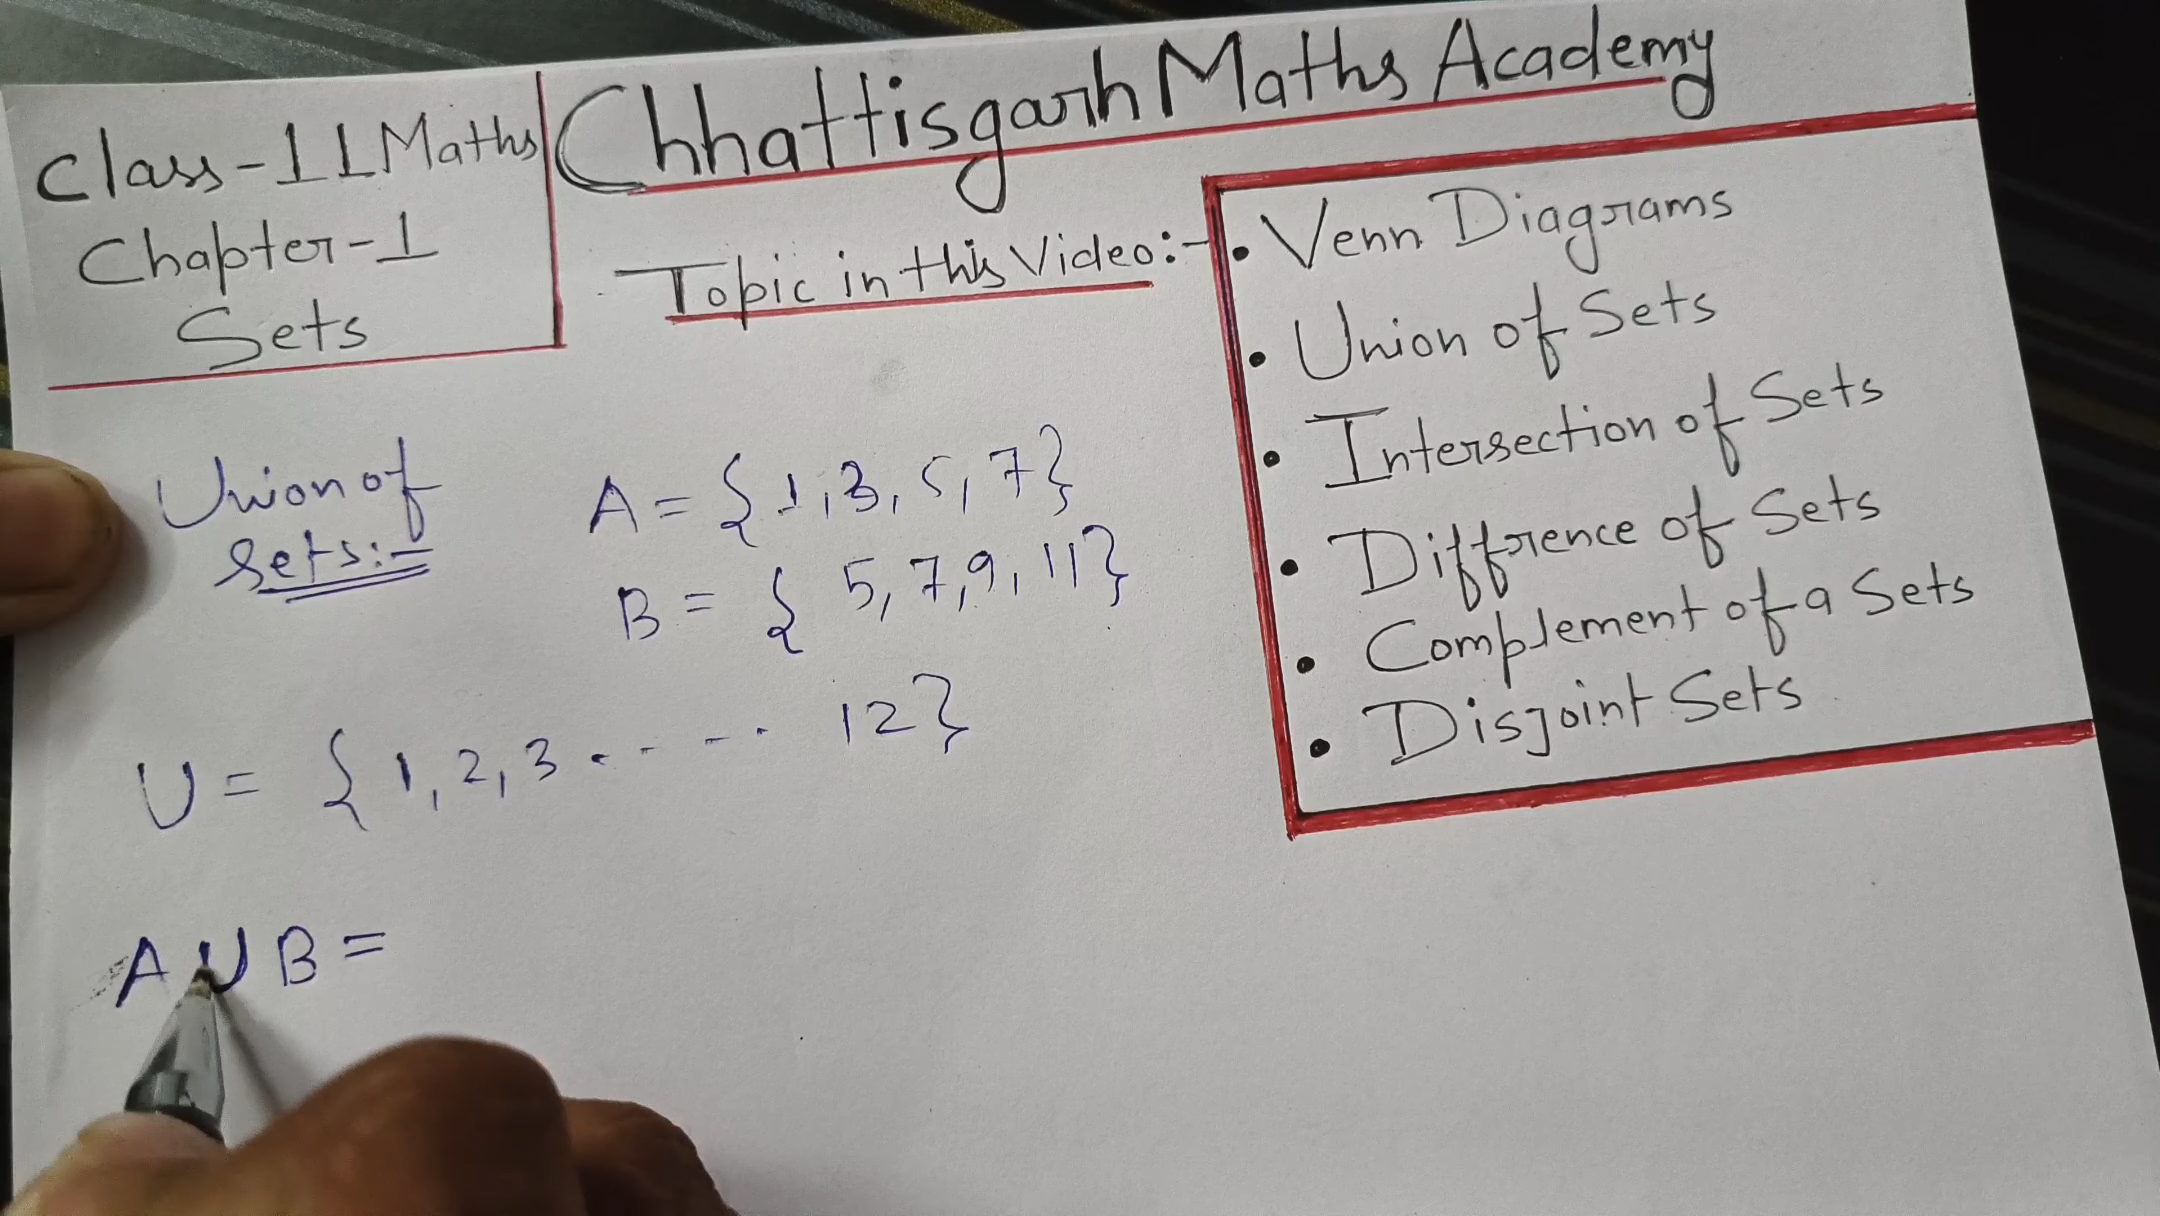 Class-11 Maths
Chapter-1
Sets
Chhattisgarh Maths Academy
Topic in this Video:-
• Venn Diagrams
• Union of Sets
• Intersection of Sets
• Diffrence of Sets
• Complement of a Sets
• Disjoint Sets
Union of
Sets:-
A = {1, 3, 5, 7}
B = { 5, 7, 9, 11}
U = { 1, 2, 3 . - - - - . 12}
A U B =